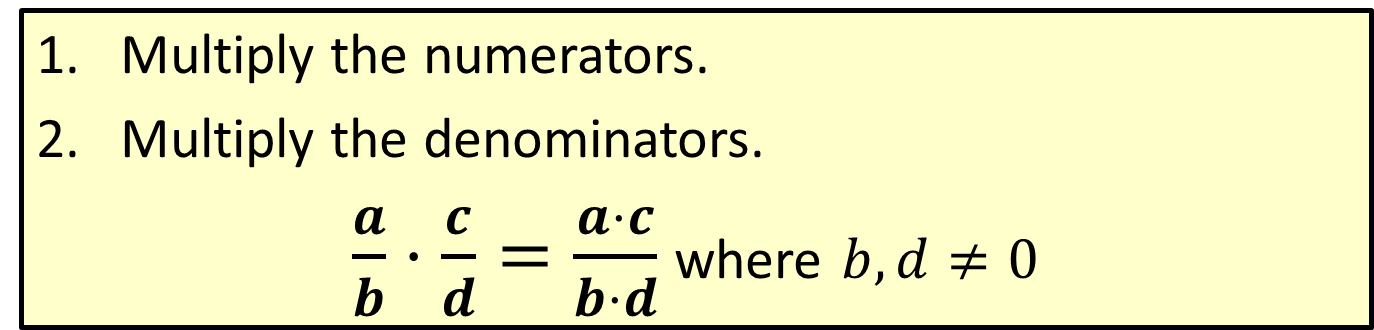 1. Multiply the numerators.
2. Multiply the denominators.
a/b · c/d = a·c/b·d where b, d ≠ 0